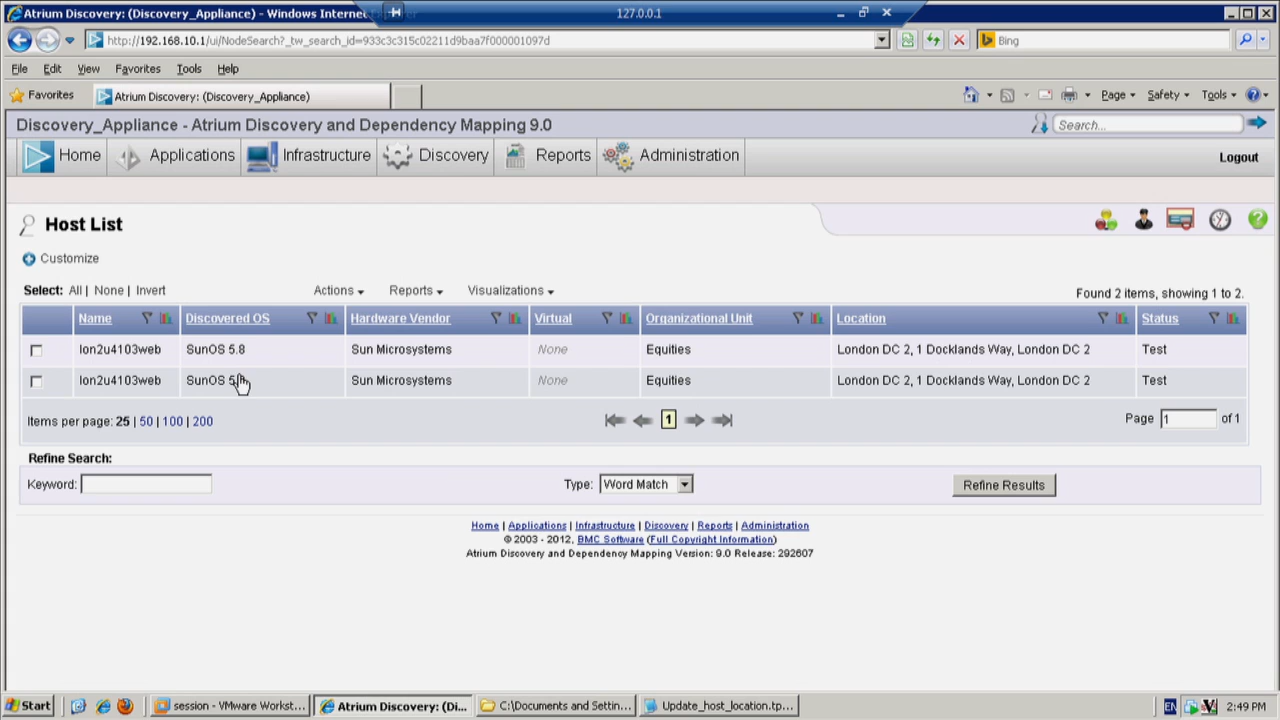 Atrium Discovery: (Discovery_Appliance) - Windows Internet
127.0.0.1
http://192.168.10.1/ui/NodeSearch?_tw_search_id=933c3c315c02211d9baa7f000001097d
Bing
File Edit View Favorites Tools Help
Favorites Atrium Discovery: (Discovery_Appliance) Page Safety Tools
Discovery_Appliance - Atrium Discovery and Dependency Mapping 9.0 Search...
Home Applications Infrastructure Discovery Reports Administration Logout
Host List
Customize
Select: All | None | Invert Actions Reports Visualizations Found 2 items, showing 1 to 2.
Name Discovered OS Hardware Vendor Virtual Organizational Unit Location Status
lon2u4103web SunOS 5.8 Sun Microsystems None Equities London DC 2, 1 Docklands Way, London DC 2 Test
lon2u4103web SunOS Sun Microsystems None Equities London DC 2, 1 Docklands Way, London DC 2 Test
Items per page: 25 | 50 | 100 | 200 1 Page 1 of 1
Refine Search:
Keyword: Type: Word Match Refine Results
Home | Applications | Infrastructure | Discovery | Reports | Administration
© 2003 - 2012, BMC Software (Full Copyright Information)
Atrium Discovery and Dependency Mapping Version: 9.0 Release: 292607
Start session - VMware Workst... Atrium Discovery: (Di... C:\Documents and Settin... Update_host_location.tp... EN 2:49 PM